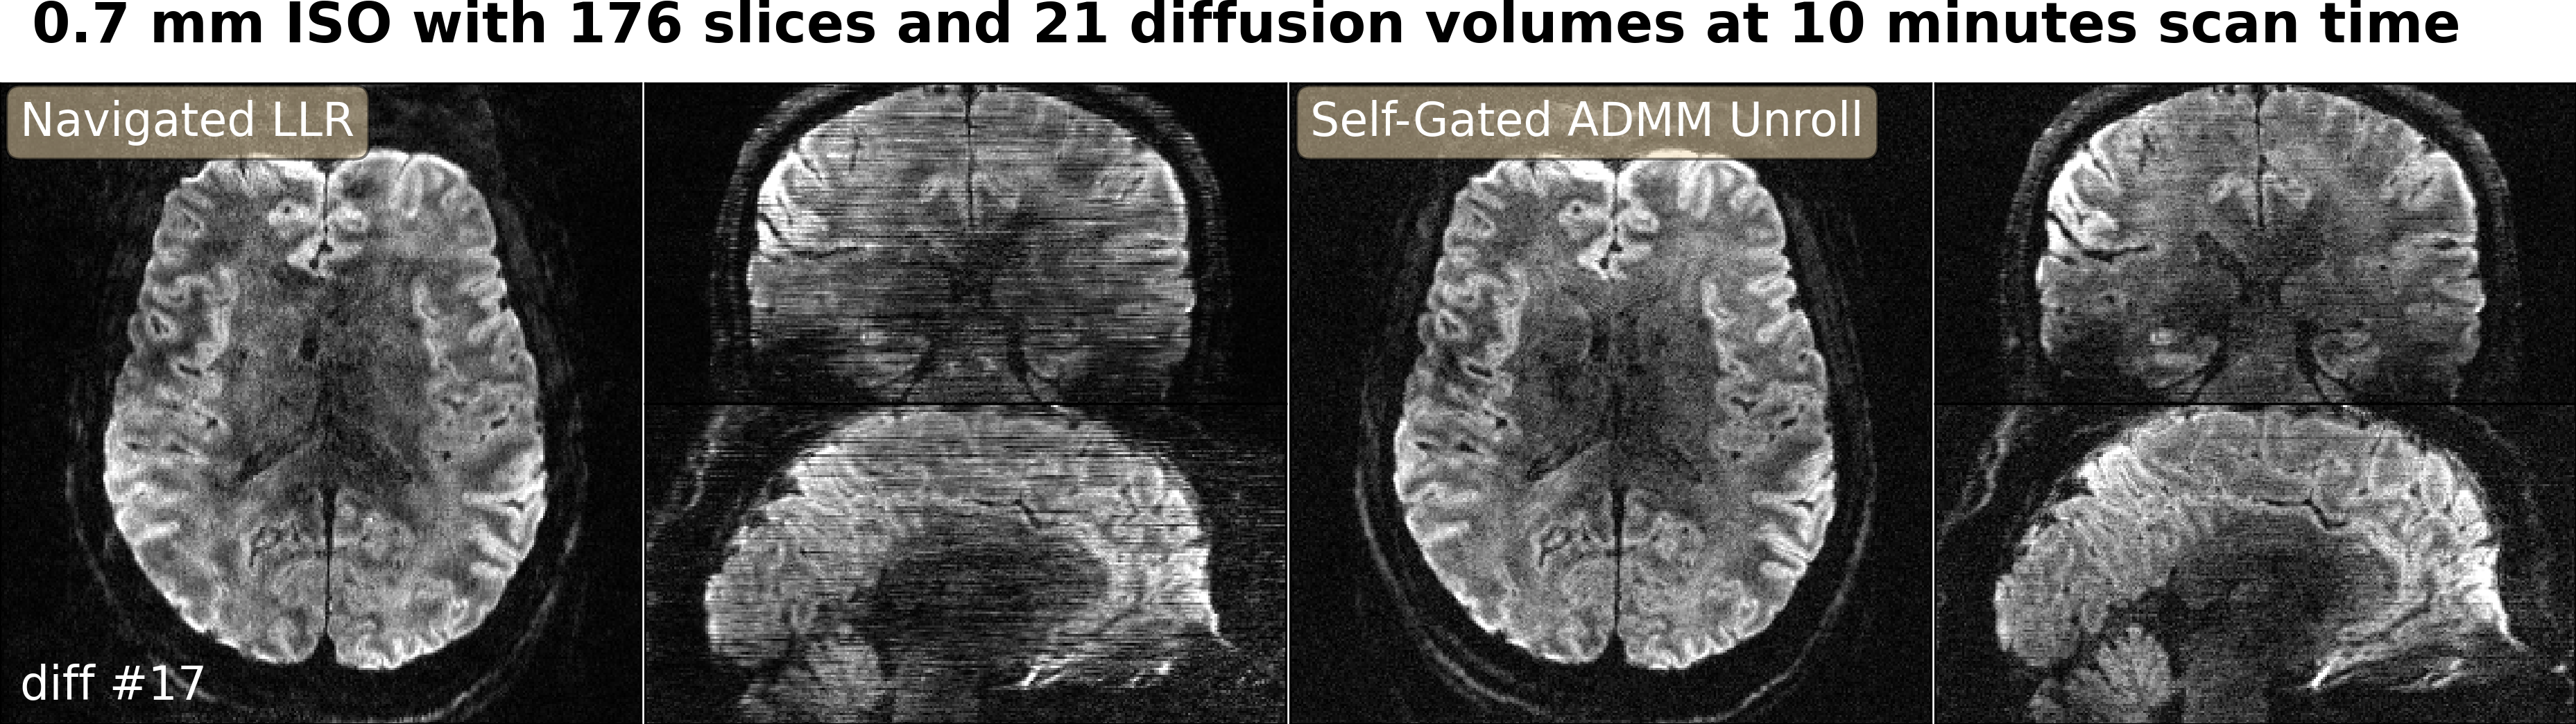 0.7 mm ISO with 176 slices and 21 diffusion volumes at 10 minutes scan time
Navigated LLR
Self-Gated ADMM Unroll
diff #17